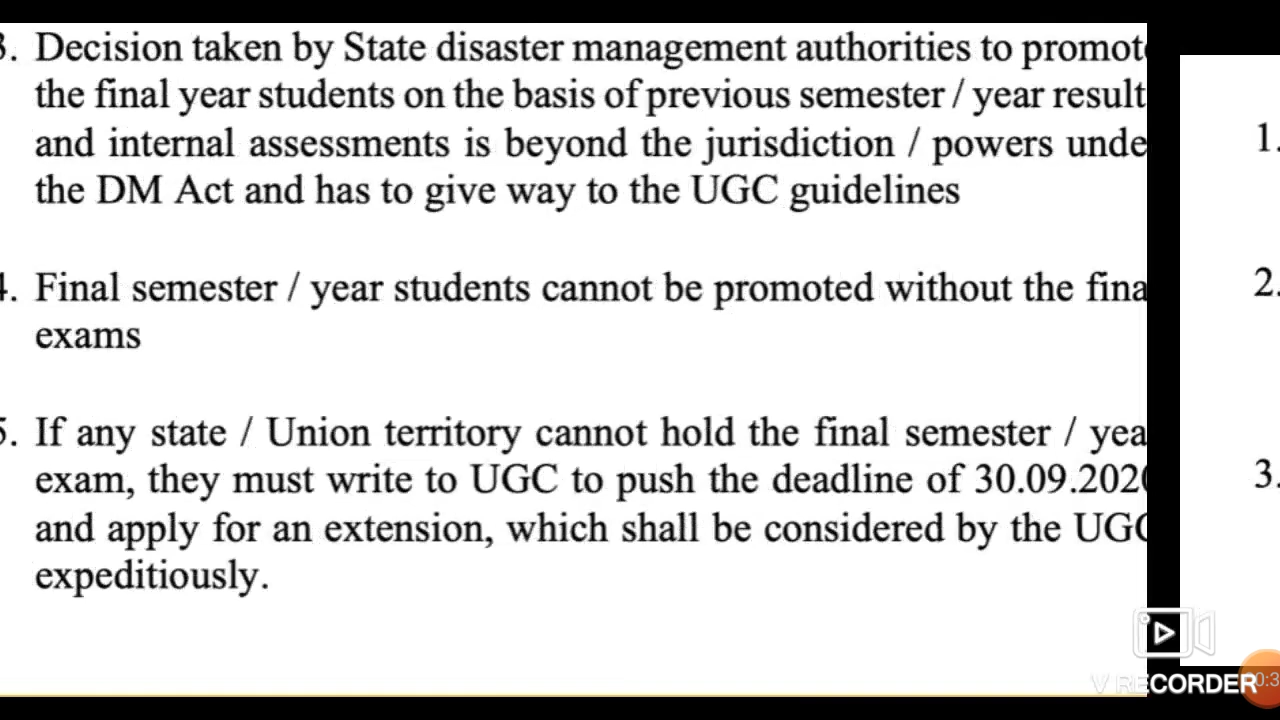 3. Decision taken by State disaster management authorities to promote
the final year students on the basis of previous semester / year result
and internal assessments is beyond the jurisdiction / powers unde
the DM Act and has to give way to the UGC guidelines
4. Final semester / year students cannot be promoted without the fina
exams
5. If any state / Union territory cannot hold the final semester / yea
exam, they must write to UGC to push the deadline of 30.09.2020
and apply for an extension, which shall be considered by the UGC
expeditiously.
1.
2.
3.
V RECORDER
0:3